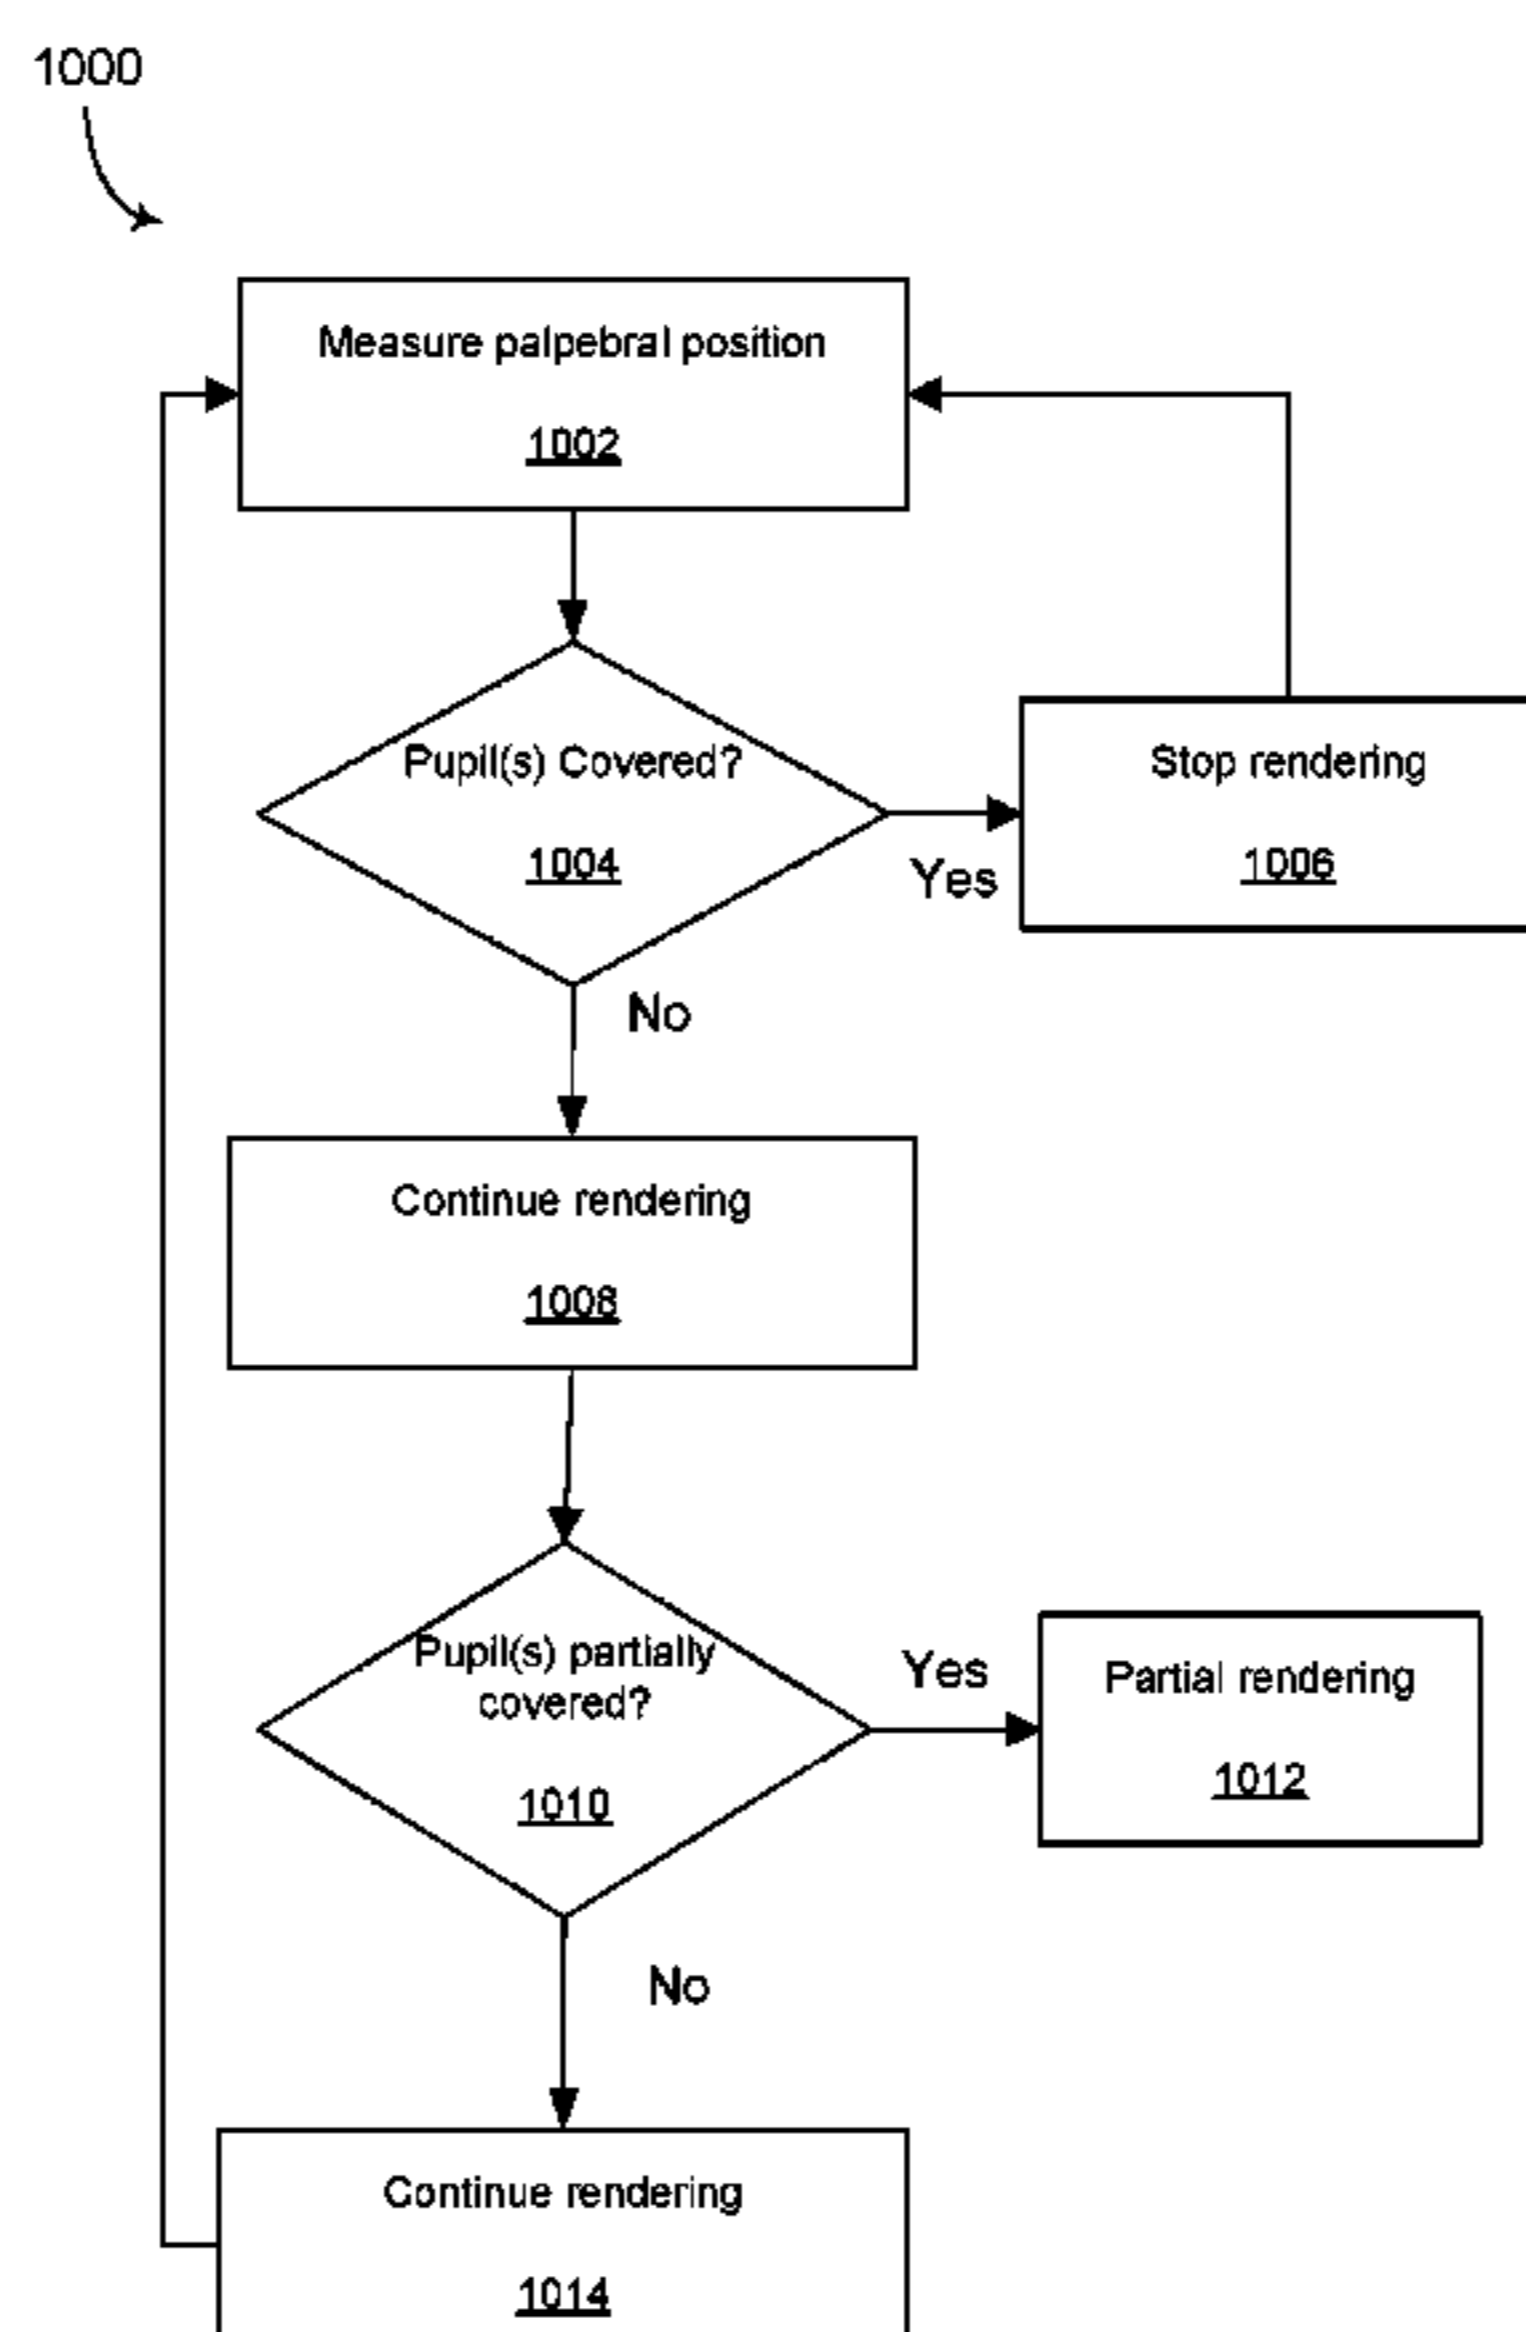 1000
Measure palpebral position
1002
Pupil(s) Covered?
1004
Yes
Stop rendering
1006
No
Continue rendering
1008
Pupil(s) partially
covered?
1010
Yes
Partial rendering
1012
No
Continue rendering
1014